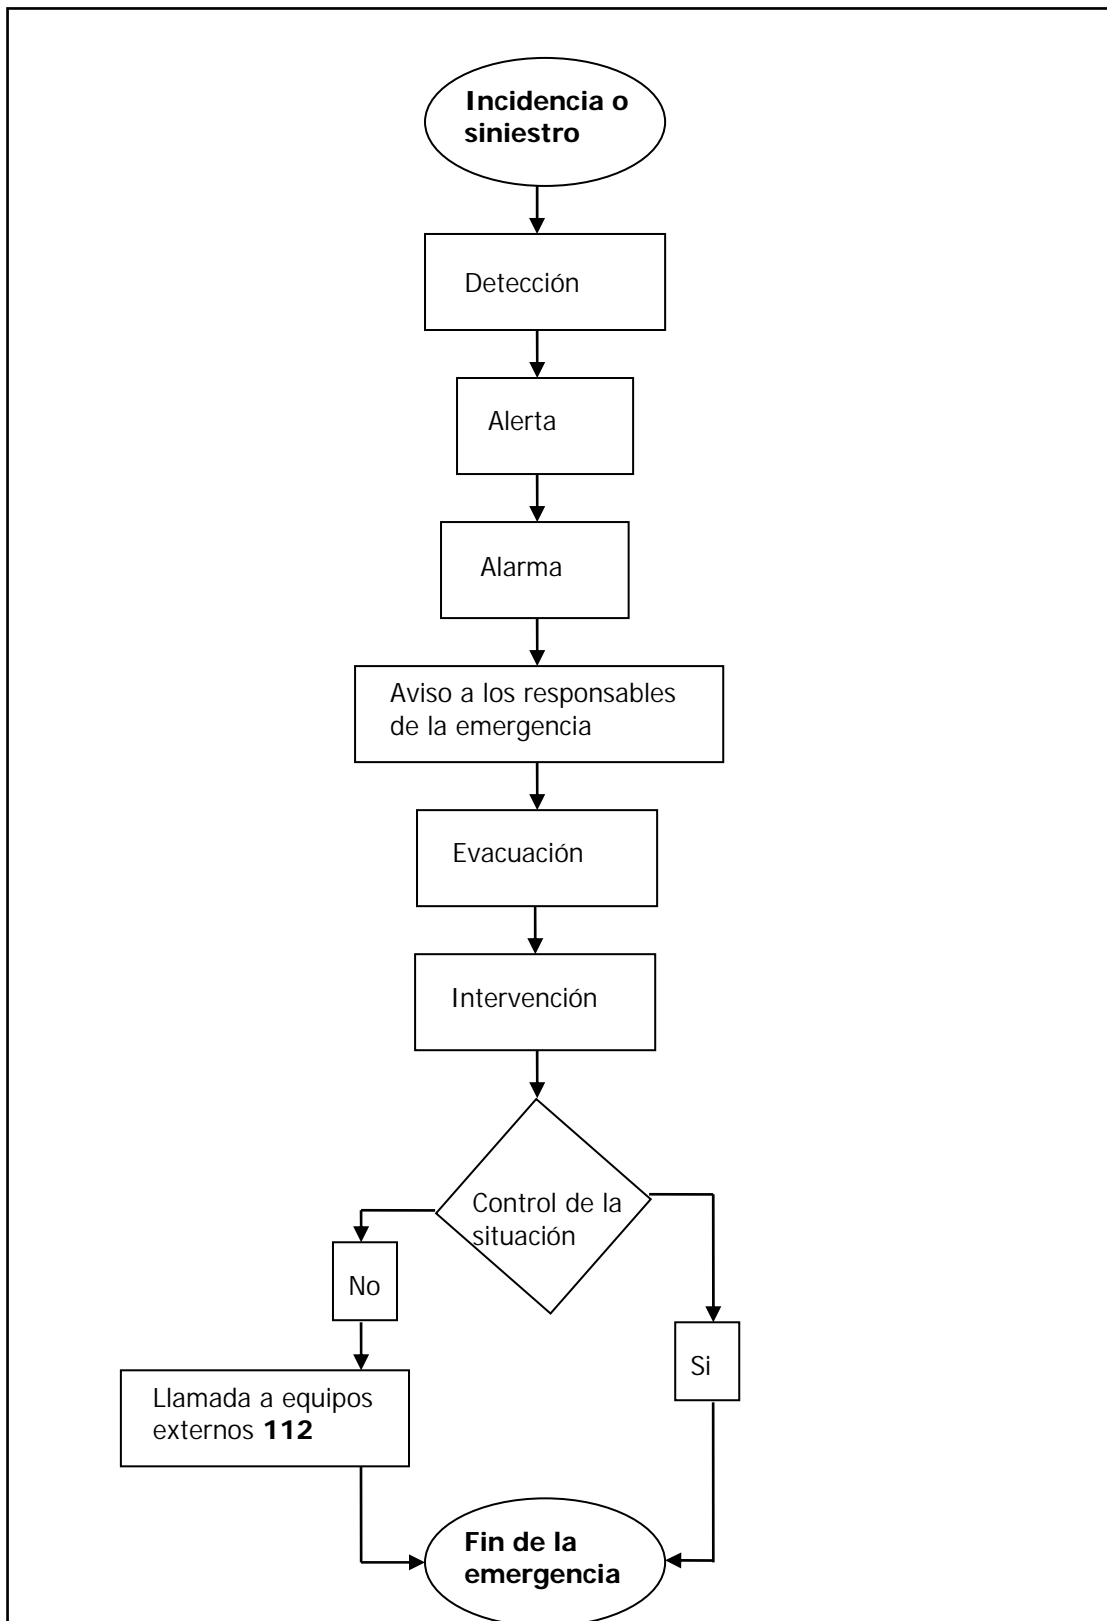 Incidencia o
siniestro
Detección
Alerta
Alarma
Aviso a los responsables
de la emergencia
Evacuación
Intervención
Control de la
situación
No
Si
Llamada a equipos
externos 112
Fin de la
emergencia